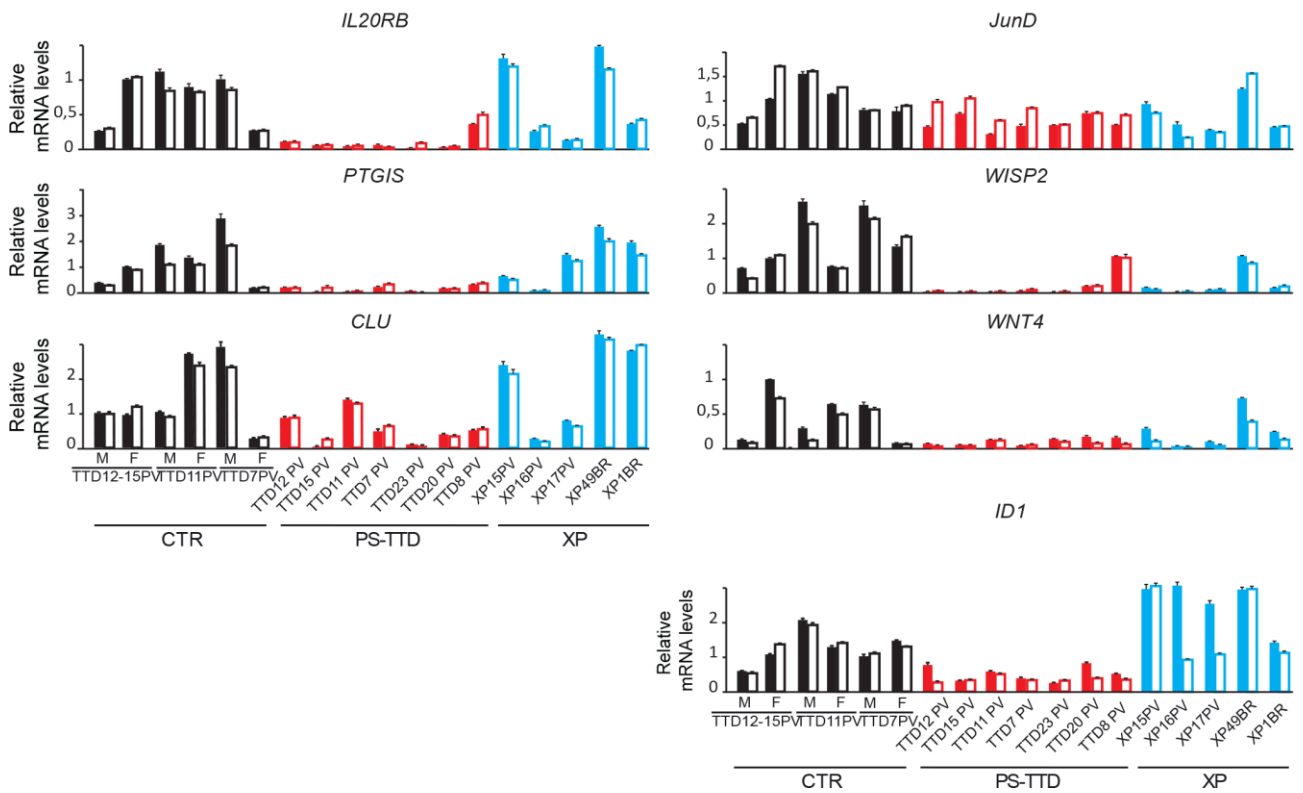 IL20RB
Relative
mRNA levels
1
0,5
0
PTGIS
Relative
mRNA levels
3
2
1
0
CLU
Relative
mRNA levels
2
1
0
M F M F M F
TTD12-15PV TTD11PV TTD7PV
TTD12 PV
TTD15 PV
TTD11 PV
TTD7 PV
TTD23 PV
TTD20 PV
TTD8 PV
XP15PV
XP16PV
XP17PV
XP49BR
XP1BR
CTR PS-TTD XP
JunD
1,5
1
0,5
0
WISP2
2
1
0
WNT4
1
0,5
0
ID1
Relative
mRNA levels
2
1
0
M F M F M F
TTD12-15PV TTD11PV TTD7PV
TTD12 PV
TTD15 PV
TTD11 PV
TTD7 PV
TTD23 PV
TTD20 PV
TTD8 PV
XP15PV
XP16PV
XP17PV
XP49BR
XP1BR
CTR PS-TTD XP